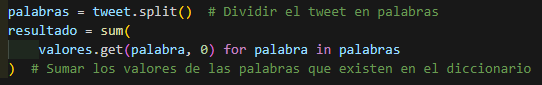 palabras = tweet.split()  # Dividir el tweet en palabras
resultado = sum(
    valores.get(palabra, 0) for palabra in palabras
)  # Sumar los valores de las palabras que existen en el diccionario